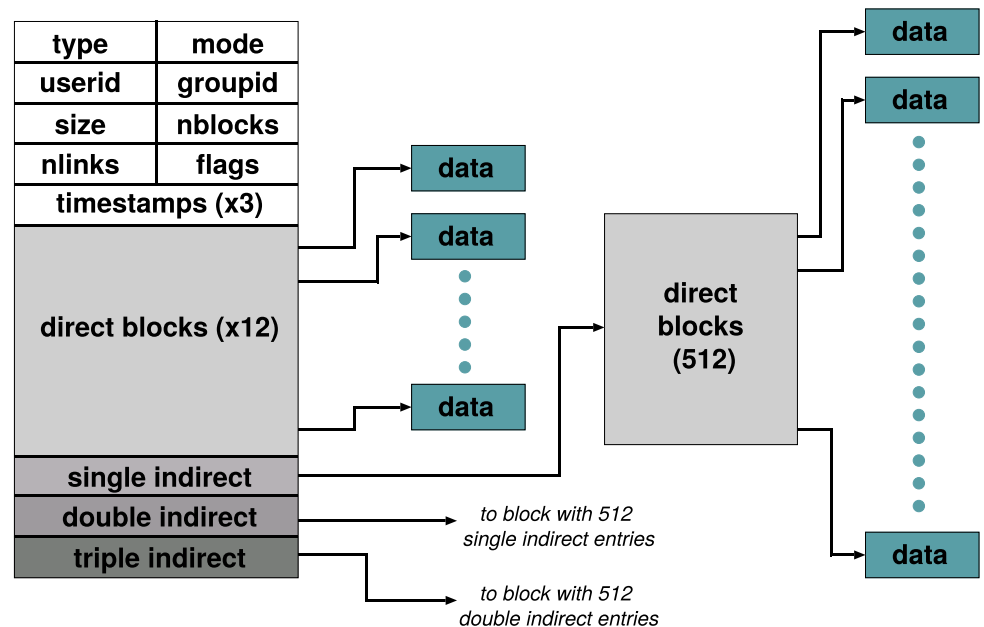 type mode
userid groupid
size nblocks
nlinks flags
timestamps (x3)
direct blocks (x12)
single indirect
double indirect
triple indirect
data
data
data
to block with 512
single indirect entries
to block with 512
double indirect entries
direct
blocks
(512)
data
data
data